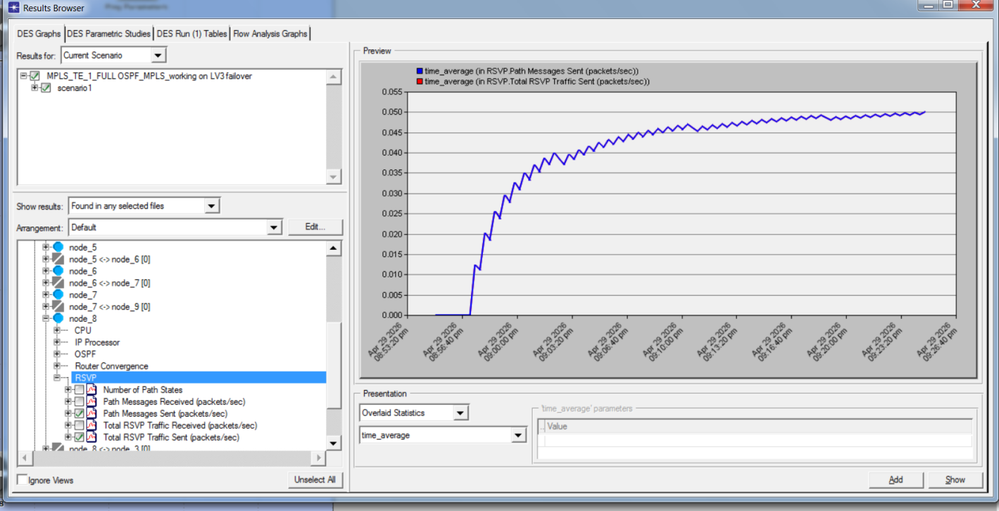 Results Browser
DES Graphs DES Parametric Studies DES Run (1) Tables Flow Analysis Graphs
Results for: Current Scenario
MPLS_TE_1_FULL OSPF_MPLS_working on LV3 failover
scenario1
Show results: Found in any selected files
Arrangement: Default Edit...
node_5
node_5 <-> node_6 [0]
node_6
node_6 <-> node_7 [0]
node_7
node_7 <-> node_9 [0]
node_8
CPU
IP Processor
OSPF
Router Convergence
RSVP
Number of Path States
Path Messages Received (packets/sec)
Path Messages Sent (packets/sec)
Total RSVP Traffic Received (packets/sec)
Total RSVP Traffic Sent (packets/sec)
node_8 <-> node_3 [0]
Ignore Views
Unselect All
Preview
time_average (in RSVP.Path Messages Sent (packets/sec))
time_average (in RSVP.Total RSVP Traffic Sent (packets/sec))
0.055
0.050
0.045
0.040
0.035
0.030
0.025
0.020
0.015
0.010
0.005
0.000
Apr 29 2026
08:53:20 pm
Apr 29 2026
08:56:40 pm
Apr 29 2026
09:00:00 pm
Apr 29 2026
09:03:20 pm
Apr 29 2026
09:06:40 pm
Apr 29 2026
09:10:00 pm
Apr 29 2026
09:13:20 pm
Apr 29 2026
09:16:40 pm
Apr 29 2026
09:20:00 pm
Apr 29 2026
09:23:20 pm
Apr 29 2026
09:26:40 pm
Presentation
Overlaid Statistics
time_average
'time_average' parameters
... Value
Add
Show